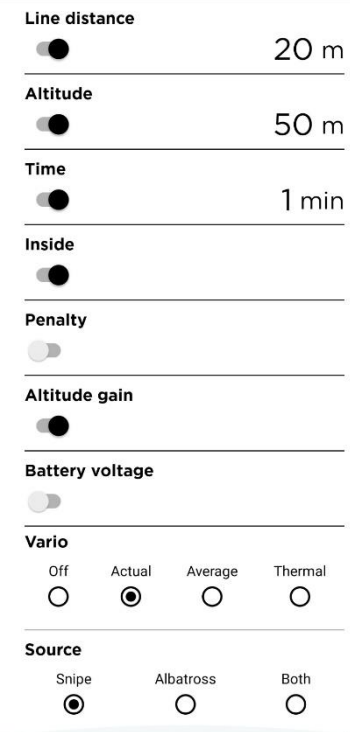 Line distance
20 m
Altitude
50 m
Time
1 min
Inside
Penalty
Altitude gain
Battery voltage
Vario
Off Actual Average Thermal
Source
Snipe Albatross Both